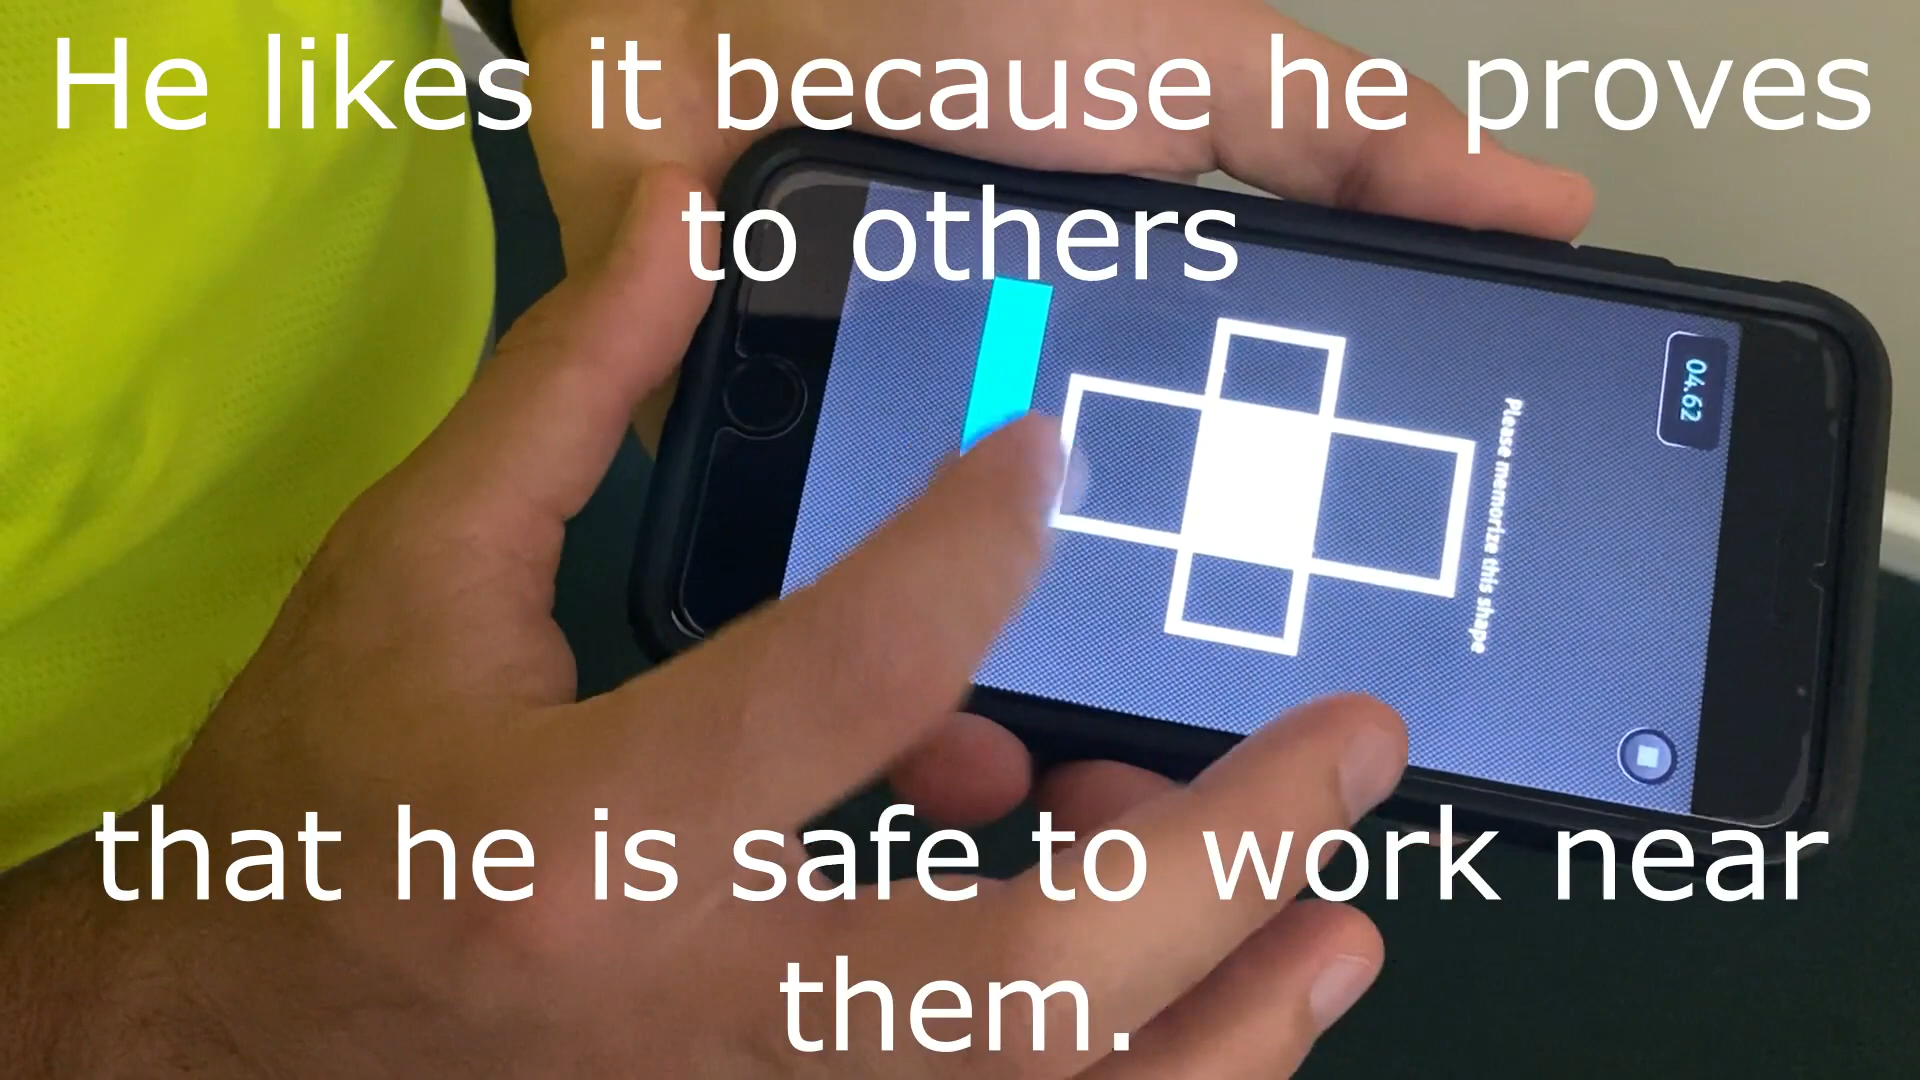 He likes it because he proves
to others
04.62
Please memorize this shape
that he is safe to work near
them.